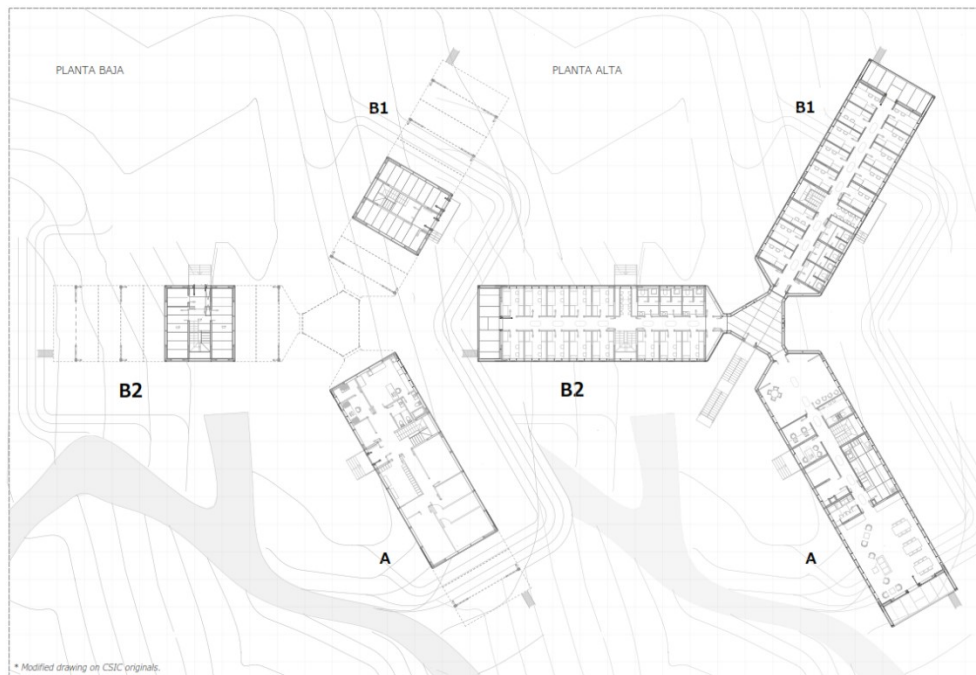 PLANTA BAJA
PLANTA ALTA
B1
B1
B2
B2
A
A
* Modified drawing on CSIC originals.